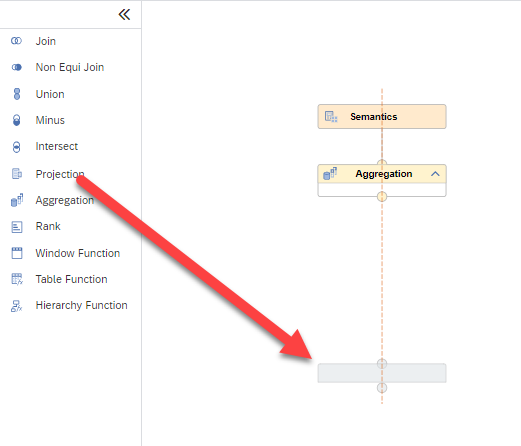 Join
Non Equi Join
Union
Minus
Intersect
Projection
Aggregation
Rank
Window Function
Table Function
Hierarchy Function
Semantics
Aggregation